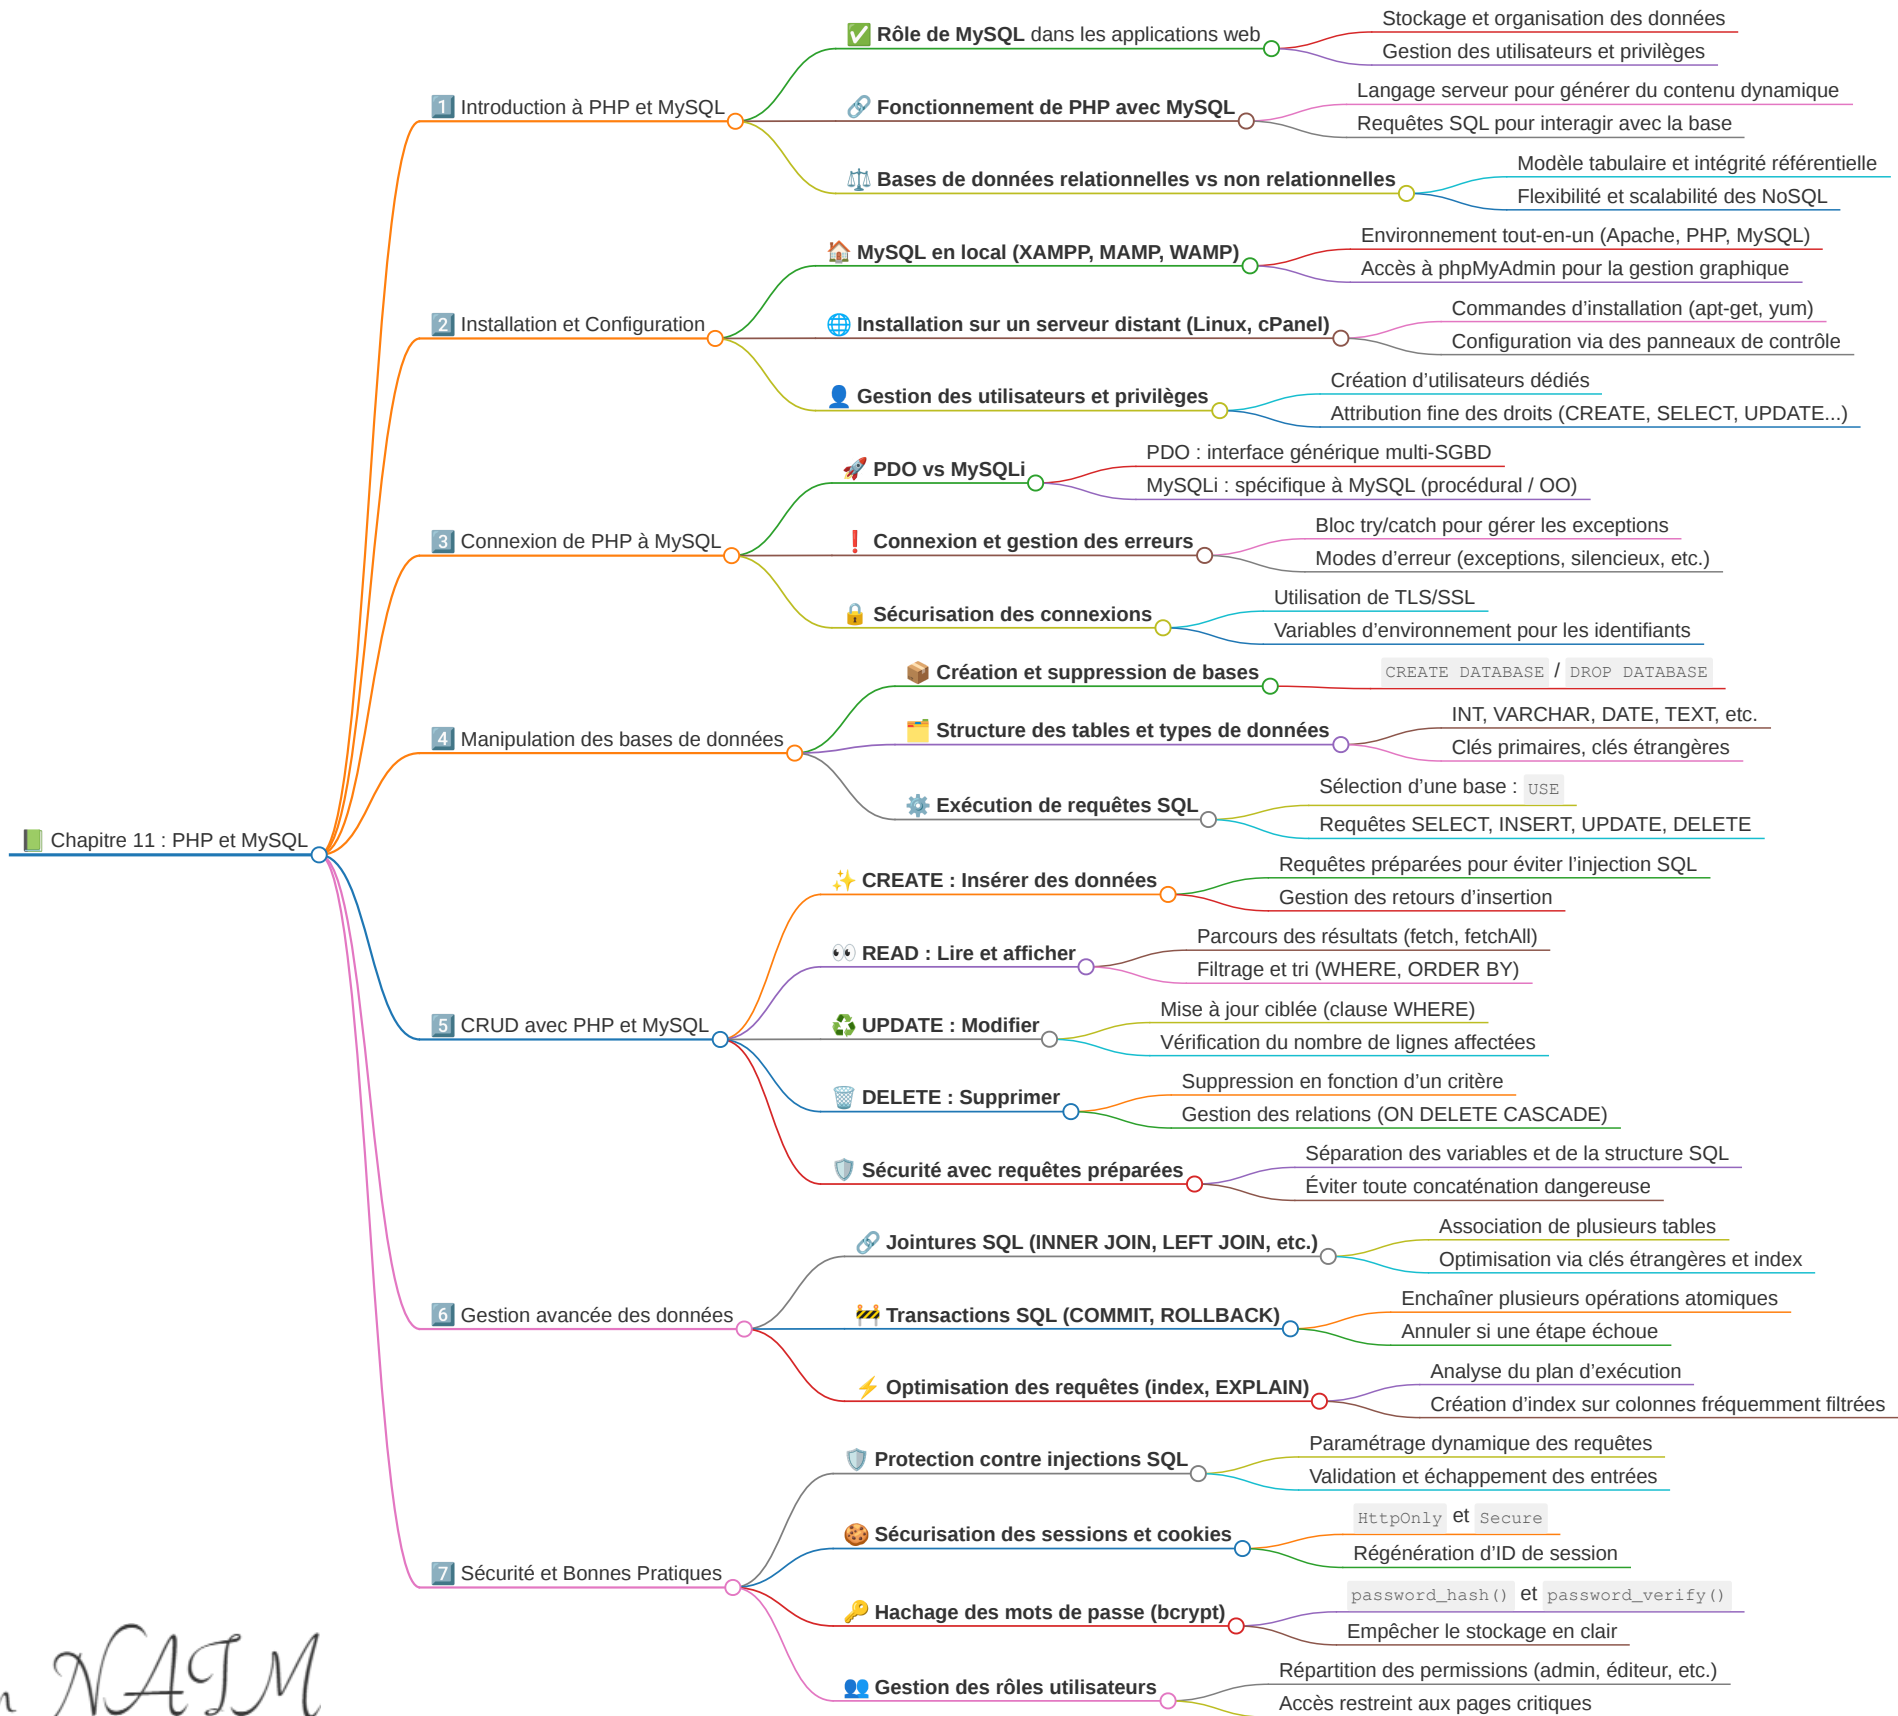 📗 Chapitre 11 : PHP et MySQL
1️⃣ Introduction à PHP et MySQL
✅ Rôle de MySQL dans les applications web
Stockage et organisation des données
Gestion des utilisateurs et privilèges
🔗 Fonctionnement de PHP avec MySQL
Langage serveur pour générer du contenu dynamique
Requêtes SQL pour interagir avec la base
⚖️ Bases de données relationnelles vs non relationnelles
Modèle tabulaire et intégrité référentielle
Flexibilité et scalabilité des NoSQL
2️⃣ Installation et Configuration
🏠 MySQL en local (XAMPP, MAMP, WAMP)
Environnement tout-en-un (Apache, PHP, MySQL)
Accès à phpMyAdmin pour la gestion graphique
🌐 Installation sur un serveur distant (Linux, cPanel)
Commandes d’installation (apt-get, yum)
Configuration via des panneaux de contrôle
👤 Gestion des utilisateurs et privilèges
Création d’utilisateurs dédiés
Attribution fine des droits (CREATE, SELECT, UPDATE...)
3️⃣ Connexion de PHP à MySQL
🚀 PDO vs MySQLi
PDO : interface générique multi-SGBD
MySQLi : spécifique à MySQL (procédural / OO)
❗ Connexion et gestion des erreurs
Bloc try/catch pour gérer les exceptions
Modes d’erreur (exceptions, silencieux, etc.)
🔒 Sécurisation des connexions
Utilisation de TLS/SSL
Variables d’environnement pour les identifiants
4️⃣ Manipulation des bases de données
📦 Création et suppression de bases
CREATE DATABASE / DROP DATABASE
🗂️ Structure des tables et types de données
INT, VARCHAR, DATE, TEXT, etc.
Clés primaires, clés étrangères
⚙️ Exécution de requêtes SQL
Sélection d’une base : USE
Requêtes SELECT, INSERT, UPDATE, DELETE
5️⃣ CRUD avec PHP et MySQL
✨ CREATE : Insérer des données
Requêtes préparées pour éviter l’injection SQL
Gestion des retours d’insertion
👀 READ : Lire et afficher
Parcours des résultats (fetch, fetchAll)
Filtrage et tri (WHERE, ORDER BY)
♻️ UPDATE : Modifier
Mise à jour ciblée (clause WHERE)
Vérification du nombre de lignes affectées
🗑️ DELETE : Supprimer
Suppression en fonction d’un critère
Gestion des relations (ON DELETE CASCADE)
🛡️ Sécurité avec requêtes préparées
Séparation des variables et de la structure SQL
Éviter toute concaténation dangereuse
6️⃣ Gestion avancée des données
🔗 Jointures SQL (INNER JOIN, LEFT JOIN, etc.)
Association de plusieurs tables
Optimisation via clés étrangères et index
🚧 Transactions SQL (COMMIT, ROLLBACK)
Enchaîner plusieurs opérations atomiques
Annuler si une étape échoue
⚡ Optimisation des requêtes (index, EXPLAIN)
Analyse du plan d’exécution
Création d’index sur colonnes fréquemment filtrées
7️⃣ Sécurité et Bonnes Pratiques
🛡️ Protection contre injections SQL
Paramétrage dynamique des requêtes
Validation et échappement des entrées
🍪 Sécurisation des sessions et cookies
HttpOnly et Secure
Régénération d’ID de session
🔑 Hachage des mots de passe (bcrypt)
password_hash() et password_verify()
Empêcher le stockage en clair
👥 Gestion des rôles utilisateurs
Répartition des permissions (admin, éditeur, etc.)
Accès restreint aux pages critiques
NAIM